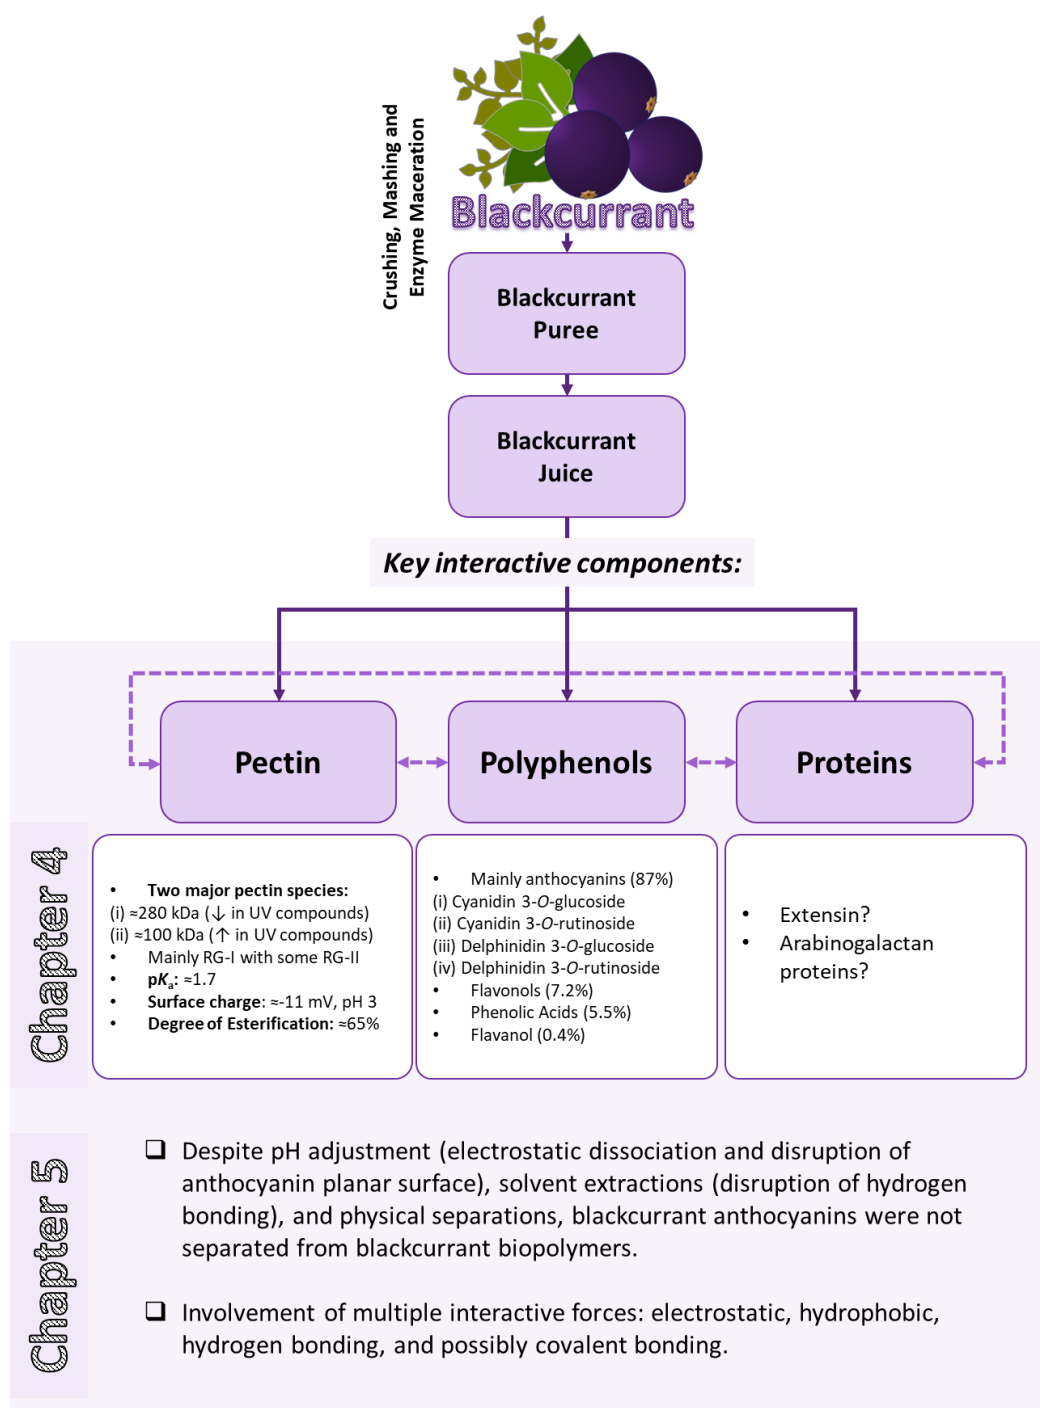 Crushing, Mashing and
Enzyme Maceration
Blackcurrant
Blackcurrant
Puree
Blackcurrant
Juice
Key interactive components:
Pectin
Polyphenols
Proteins
Chapter 4
• Two major pectin species:
(i) ≈280 kDa (↓ in UV compounds)
(ii) ≈100 kDa (↑ in UV compounds)
• Mainly RG-I with some RG-II
• pKa: ≈1.7
• Surface charge: ≈-11 mV, pH 3
• Degree of Esterification: ≈65%
• Mainly anthocyanins (87%)
(i) Cyanidin 3-O-glucoside
(ii) Cyanidin 3-O-rutinoside
(iii) Delphinidin 3-O-glucoside
(iv) Delphinidin 3-O-rutinoside
• Flavonols (7.2%)
• Phenolic Acids (5.5%)
• Flavanol (0.4%)
• Extensin?
• Arabinogalactan
proteins?
Chapter 5
❑ Despite pH adjustment (electrostatic dissociation and disruption of
anthocyanin planar surface), solvent extractions (disruption of hydrogen
bonding), and physical separations, blackcurrant anthocyanins were not
separated from blackcurrant biopolymers.
❑ Involvement of multiple interactive forces: electrostatic, hydrophobic,
hydrogen bonding, and possibly covalent bonding.